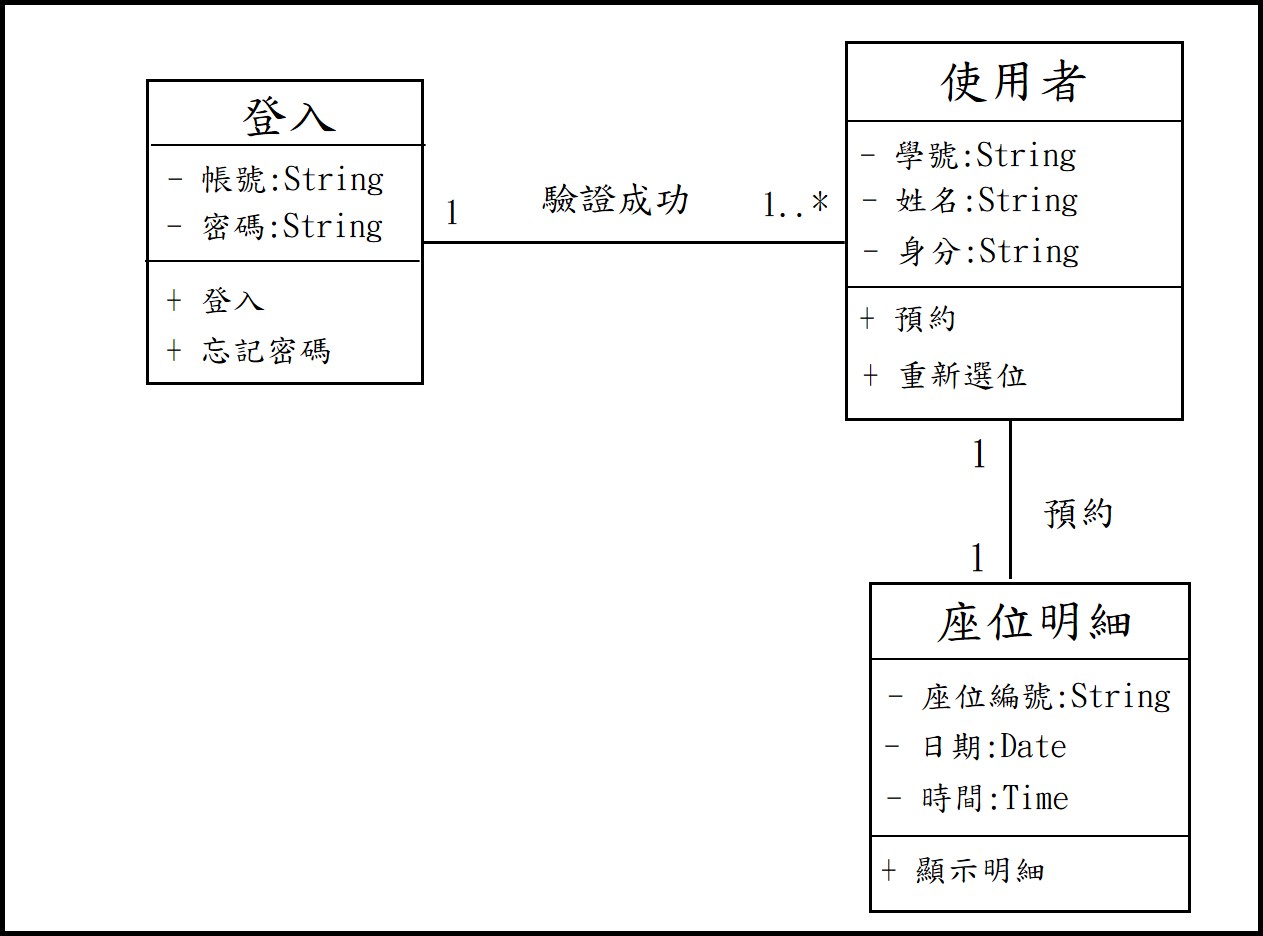 登入
- 帳號:String
- 密碼:String
+ 登入
+ 忘記密碼
1
驗證成功
1..*
使用者
- 學號:String
- 姓名:String
- 身分:String
+ 預約
+ 重新選位
1
預約
1
座位明細
- 座位編號:String
- 日期:Date
- 時間:Time
+ 顯示明細